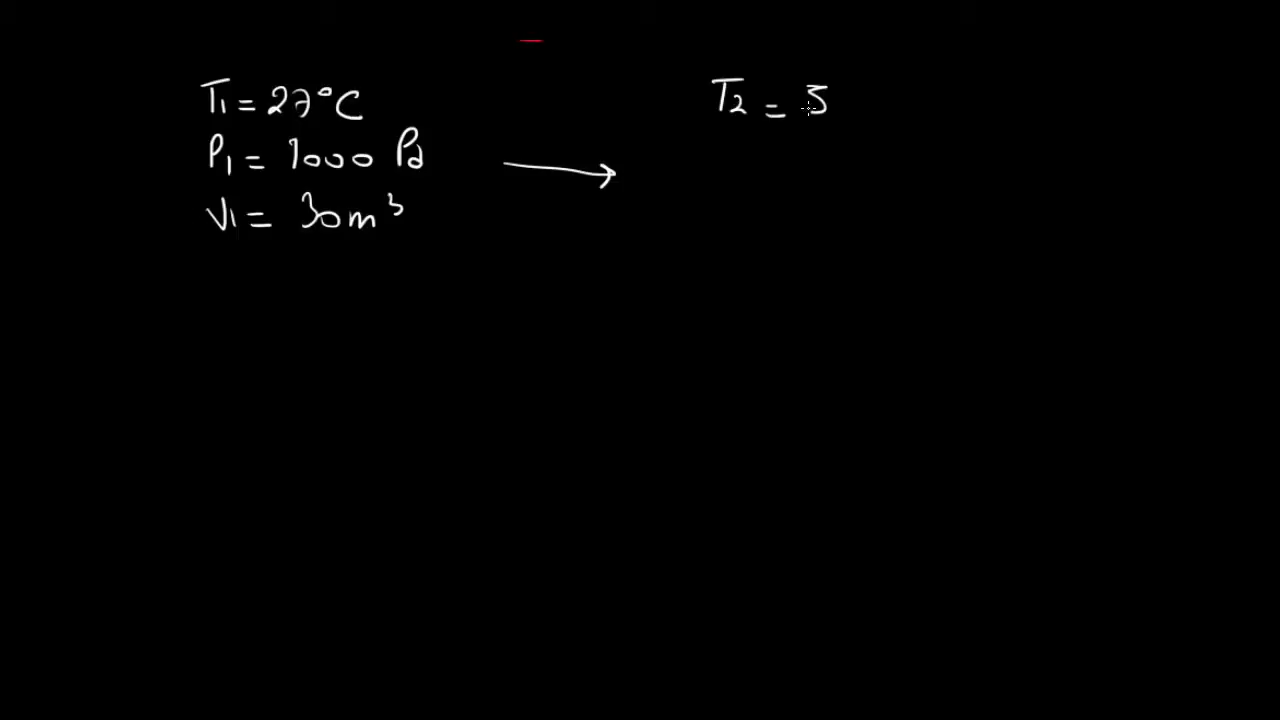 T1 = 27°C
P1 = 1000 Pa
V1 = 30m³
T2 = 5